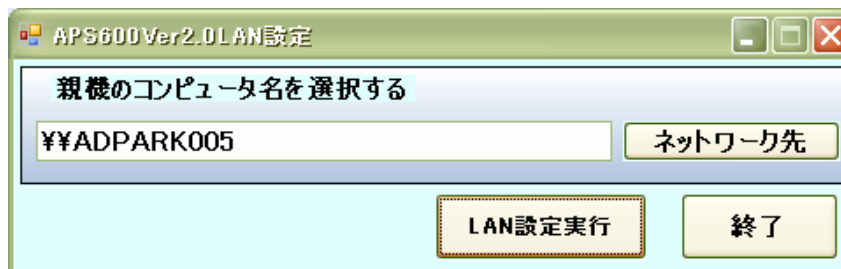 APS600Ver2.0LAN設定
親機のコンピュータ名を選択する
¥¥ADPARK005
ネットワーク先
LAN設定実行
終了